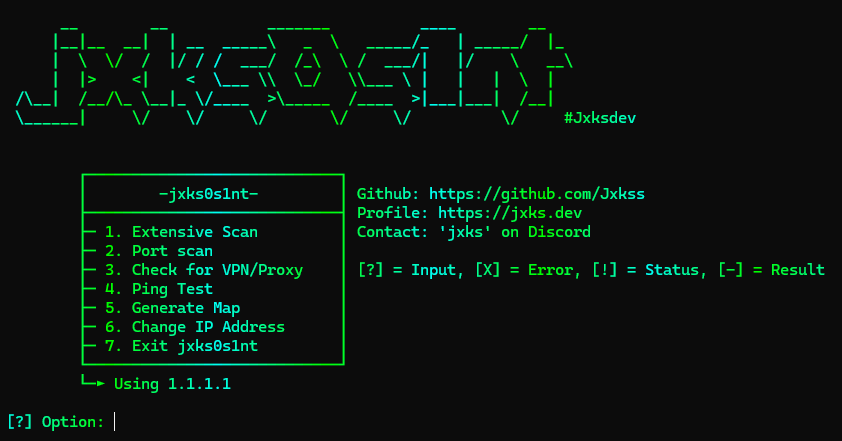 jxks0s1nt
#Jxksdev
-jxks0s1nt-
Github: https://github.com/Jxkss
Profile: https://jxks.dev
Contact: 'jxks' on Discord
1. Extensive Scan
2. Port scan
3. Check for VPN/Proxy
4. Ping Test
5. Generate Map
6. Change IP Address
7. Exit jxks0s1nt
[?] = Input, [X] = Error, [!] = Status, [-] = Result
Using 1.1.1.1
[?] Option: